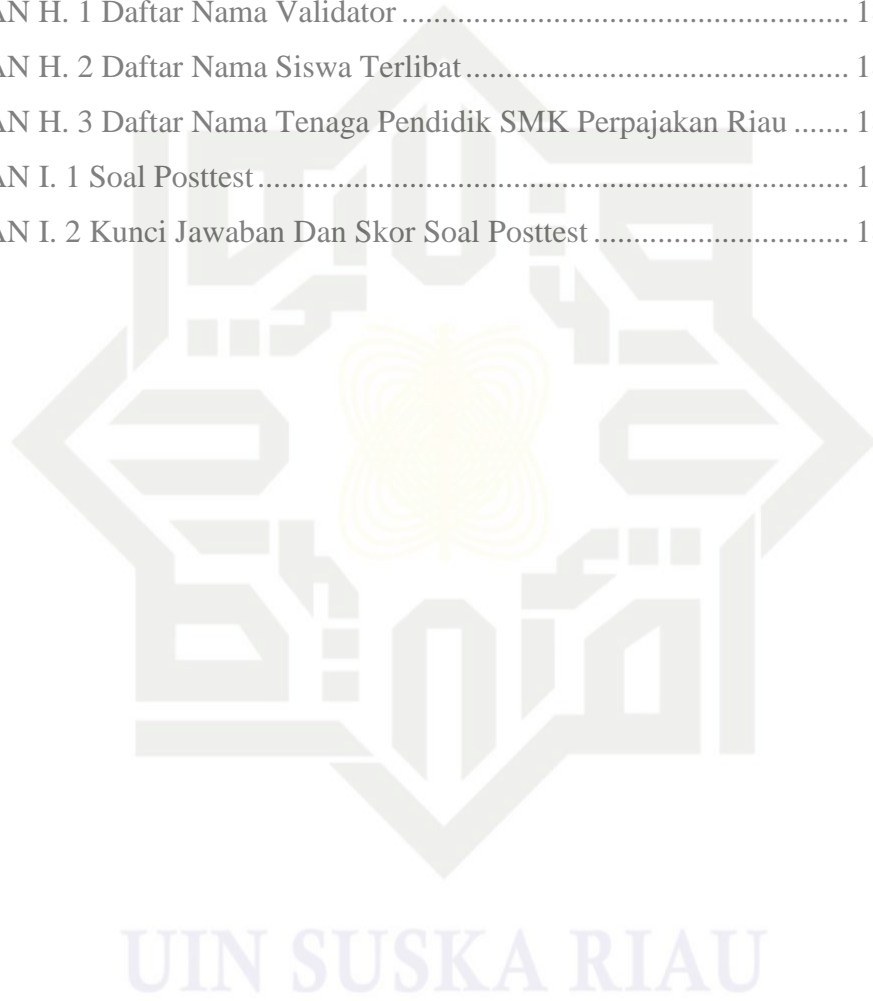 AN H. 1 Daftar Nama Validator ........................................................ 1
AN H. 2 Daftar Nama Siswa Terlibat ................................................ 1
AN H. 3 Daftar Nama Tenaga Pendidik SMK Perpajakan Riau ....... 1
AN I. 1 Soal Posttest .......................................................................... 1
AN I. 2 Kunci Jawaban Dan Skor Soal Posttest ................................ 1
UIN SUSKA RIAU